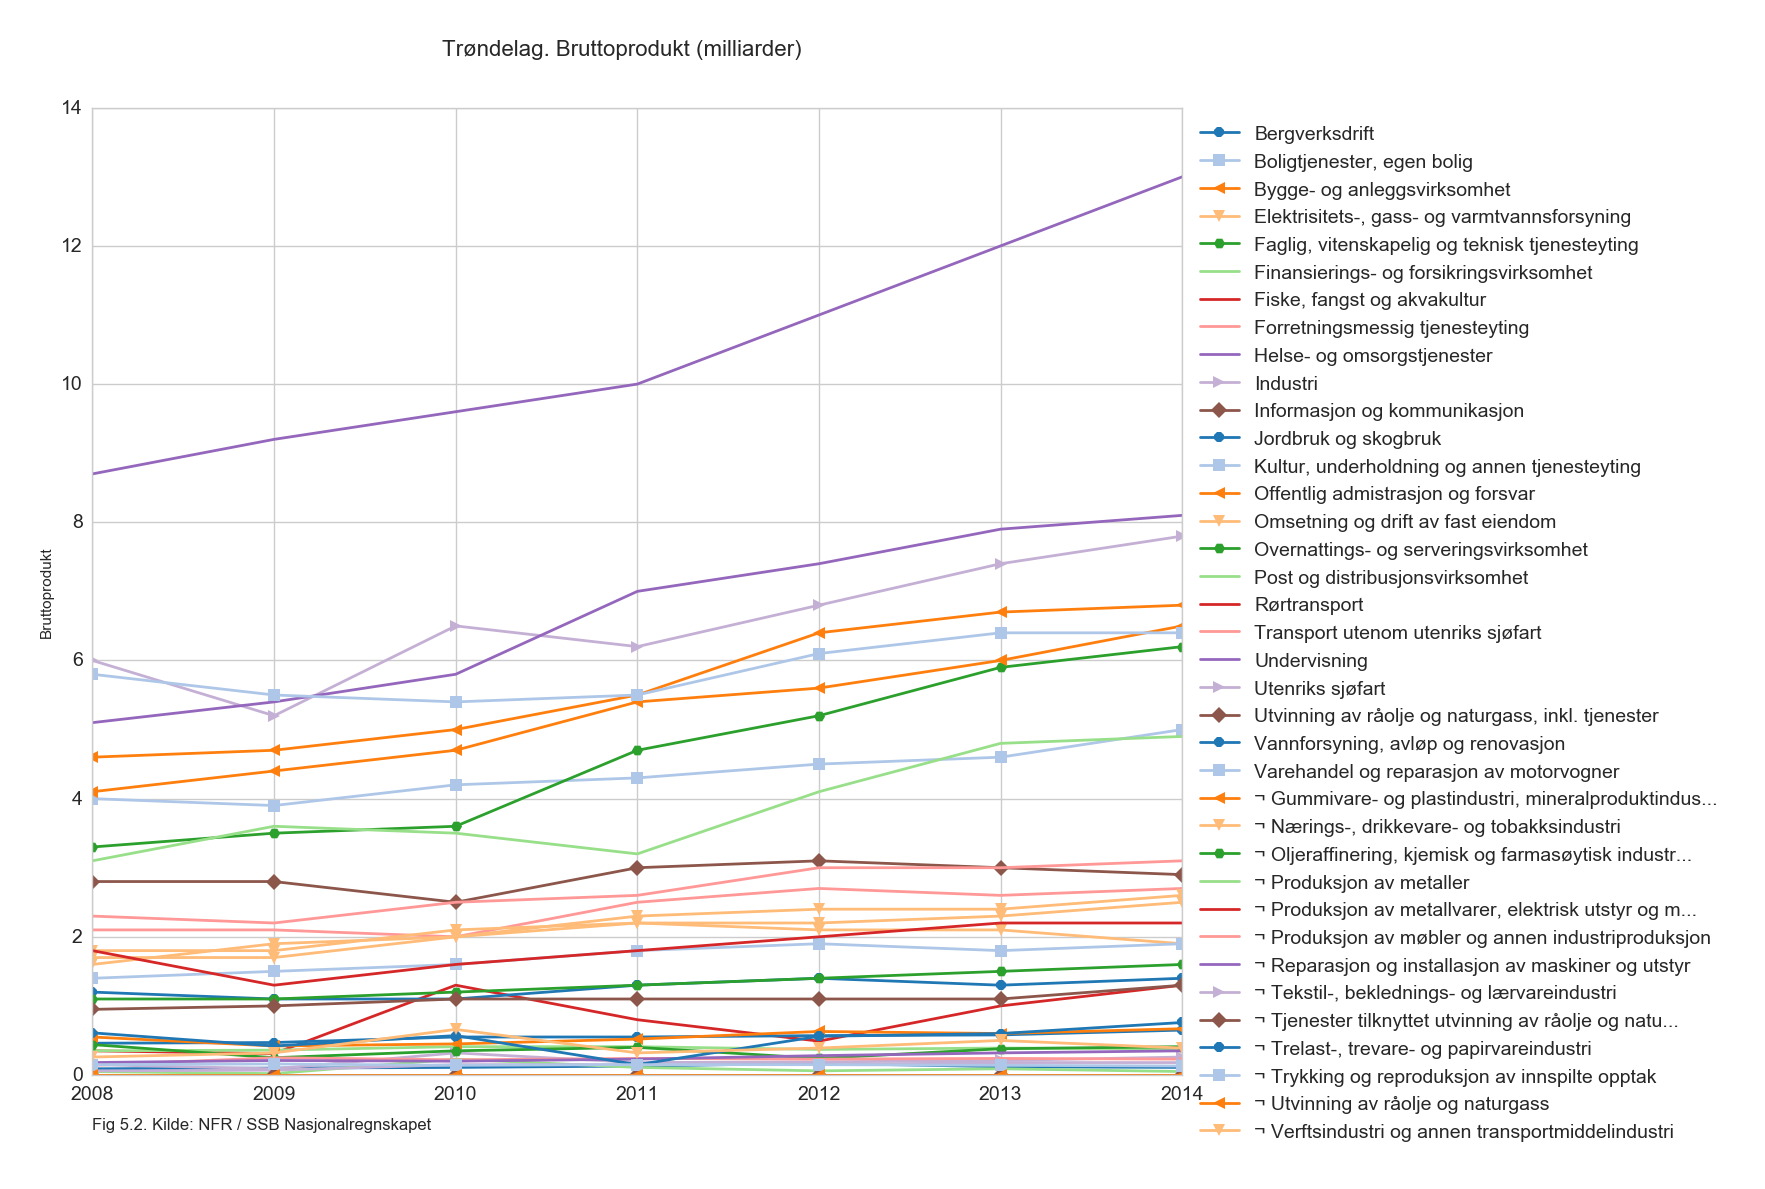 Trøndelag. Bruttoprodukt (milliarder)
14
12
10
8
6
4
2
0
Bruttoprodukt
2008
2009
2010
2011
2012
2013
2014
Bergverksdrift
Boligtjenester, egen bolig
Bygge- og anleggsvirksomhet
Elektrisitets-, gass- og varmtvannsforsyning
Faglig, vitenskapelig og teknisk tjenesteyting
Finansierings- og forsikringsvirksomhet
Fiske, fangst og akvakultur
Forretningsmessig tjenesteyting
Helse- og omsorgstjenester
Industri
Informasjon og kommunikasjon
Jordbruk og skogbruk
Kultur, underholdning og annen tjenesteyting
Offentlig admistrasjon og forsvar
Omsetning og drift av fast eiendom
Overnattings- og serveringsvirksomhet
Post og distribusjonsvirksomhet
Rørtransport
Transport utenom utenriks sjøfart
Undervisning
Utenriks sjøfart
Utvinning av råolje og naturgass, inkl. tjenester
Vannforsyning, avløp og renovasjon
Varehandel og reparasjon av motorvogner
¬ Gummivare- og plastindustri, mineralproduktindus...
¬ Nærings-, drikkevare- og tobakksindustri
¬ Oljeraffinering, kjemisk og farmasøytisk industr...
¬ Produksjon av metaller
¬ Produksjon av metallvarer, elektrisk utstyr og m...
¬ Produksjon av møbler og annen industriproduksjon
¬ Reparasjon og installasjon av maskiner og utstyr
¬ Tekstil-, beklednings- og lærvareindustri
¬ Tjenester tilknyttet utvinning av råolje og natu...
¬ Trelast-, trevare- og papirvareindustri
¬ Trykking og reproduksjon av innspilte opptak
¬ Utvinning av råolje og naturgass
¬ Verftsindustri og annen transportmiddelindustri
Fig 5.2. Kilde: NFR / SSB Nasjonalregnskapet